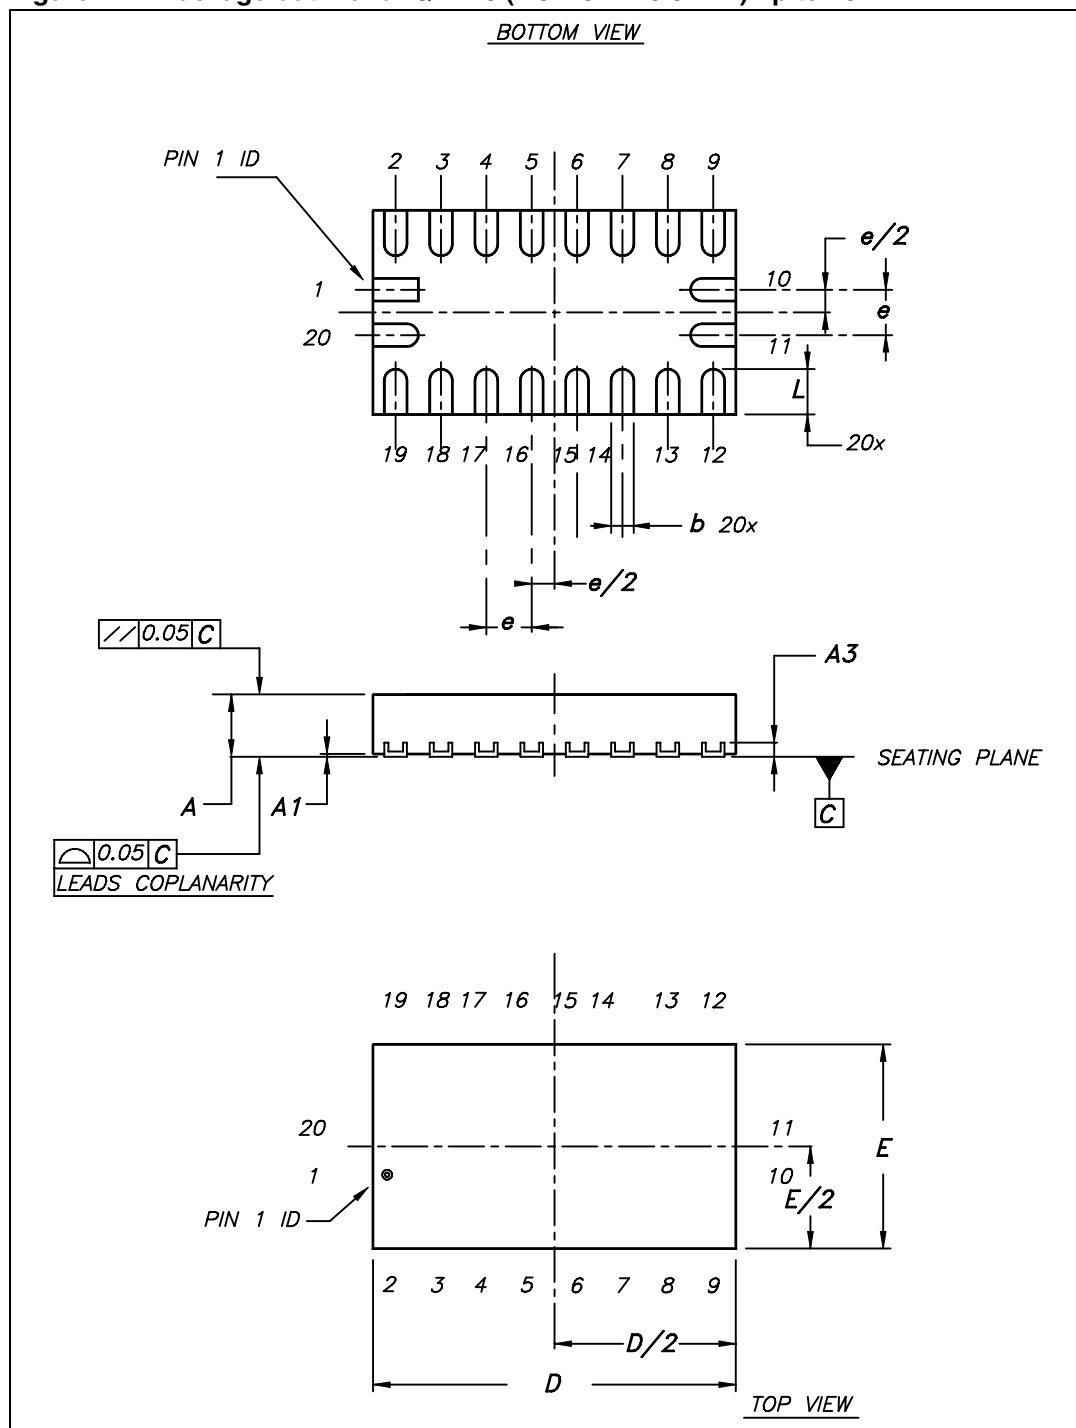 BOTTOM VIEW
PIN 1 ID
2 3 4 5 6 7 8 9
e/2
1
10
e
20
11
L
19 18 17 16 15 14 13 12
20x
b 20x
e/2
e
// 0.05 C
A3
SEATING PLANE
A
A1
C
⌓ 0.05 C
LEADS COPLANARITY
19 18 17 16 15 14 13 12
20
11
E
1
10
E/2
PIN 1 ID
2 3 4 5 6 7 8 9
D/2
D
TOP VIEW